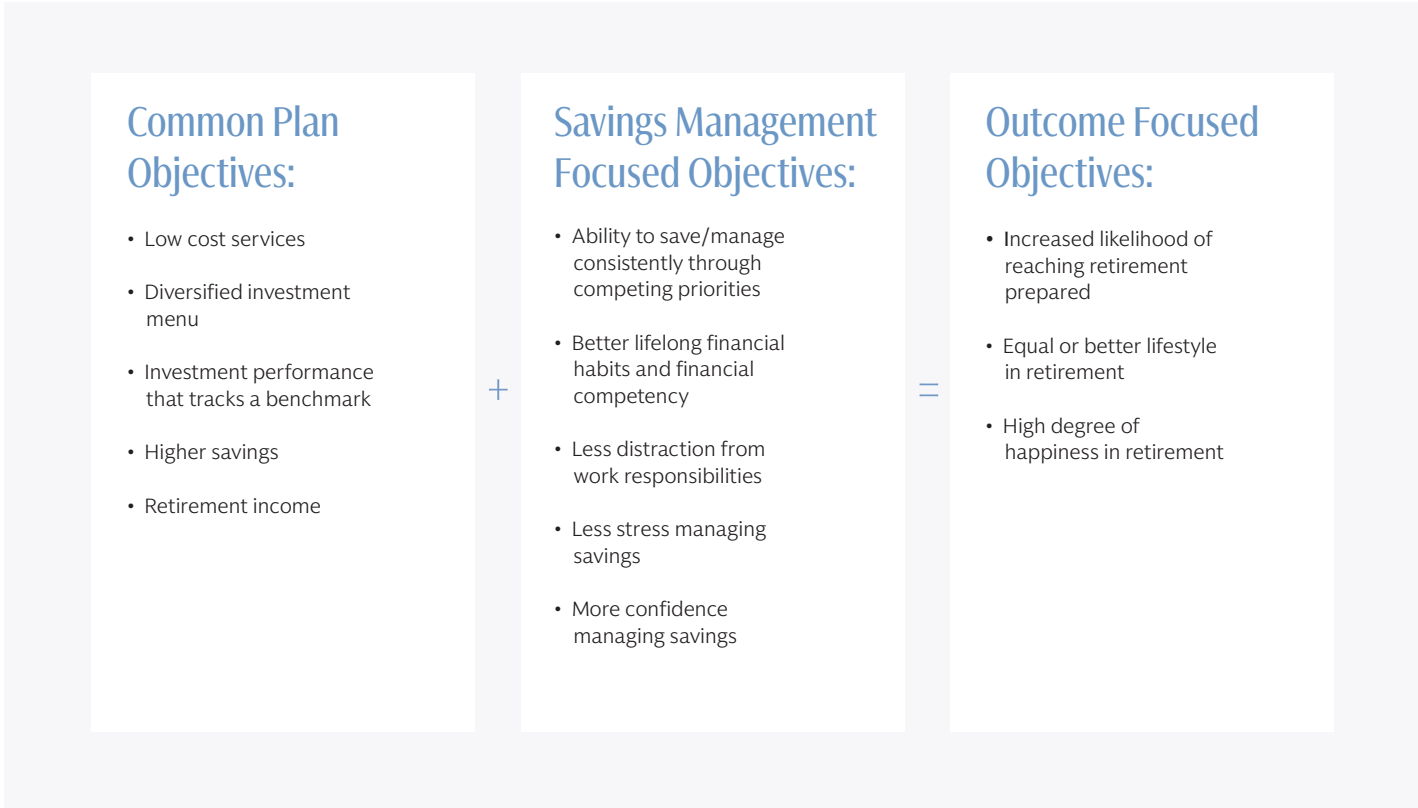 Common Plan
Objectives:
• Low cost services
• Diversified investment
menu
• Investment performance
that tracks a benchmark
• Higher savings
• Retirement income
+
Savings Management
Focused Objectives:
• Ability to save/manage
consistently through
competing priorities
• Better lifelong financial
habits and financial
competency
• Less distraction from
work responsibilities
• Less stress managing
savings
• More confidence
managing savings
=
Outcome Focused
Objectives:
• Increased likelihood of
reaching retirement
prepared
• Equal or better lifestyle
in retirement
• High degree of
happiness in retirement